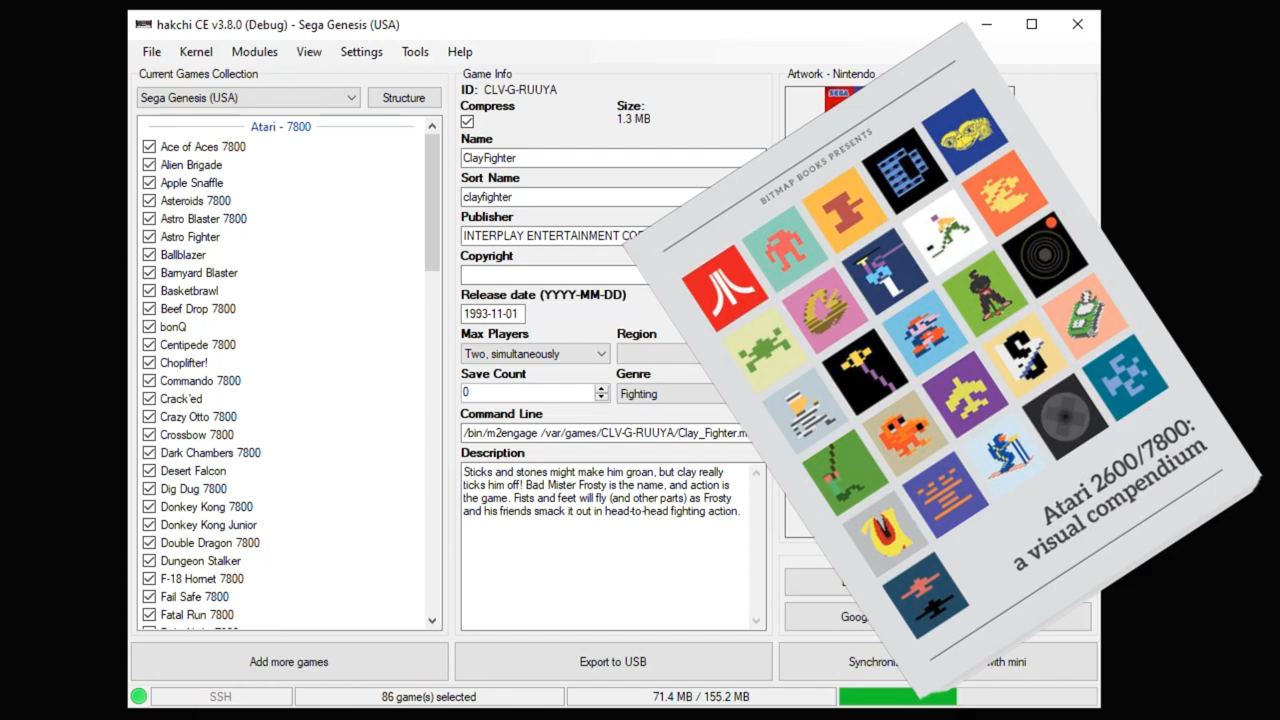 hakchi CE v3.8.0 (Debug) - Sega Genesis (USA)
File Kernel Modules View Settings Tools Help
Current Games Collection
Sega Genesis (USA)
Structure
Atari - 7800
Ace of Aces 7800
Alien Brigade
Apple Snaffle
Asteroids 7800
Astro Blaster 7800
Astro Fighter
Ballblazer
Barnyard Blaster
Basketbrawl
Beef Drop 7800
bonQ
Centipede 7800
Choplifter!
Commando 7800
Crack'ed
Crazy Otto 7800
Crossbow 7800
Dark Chambers 7800
Desert Falcon
Dig Dug 7800
Donkey Kong 7800
Donkey Kong Junior
Double Dragon 7800
Dungeon Stalker
F-18 Hornet 7800
Fail Safe 7800
Fatal Run 7800
Add more games
Game Info
ID: CLV-G-RUUYA
Compress
Size:
1.3 MB
Name
ClayFighter
Sort Name
clayfighter
Publisher
INTERPLAY ENTERTAINMENT
Copyright
Release date (YYYY-MM-DD)
1993-11-01
Max Players
Region
Two, simultaneously
Save Count
Genre
0
Fighting
Command Line
/bin/m2engage /var/games/CLV-G-RUUYA/Clay_Fighter.m
Description
Sticks and stones might make him groan, but clay really
ticks him off! Bad Mister Frosty is the name, and action is
the game. Fists and feet will fly (and other parts) as Frosty
and his friends smack it out in head-to-head fighting action.
Export to USB
Artwork - Nintendo
SEGA
BITMAP BOOKS PRESENTS
Atari 2600/7800:
a visual compendium
Goog
Synchroni
with mini
SSH
86 game(s) selected
71.4 MB / 155.2 MB